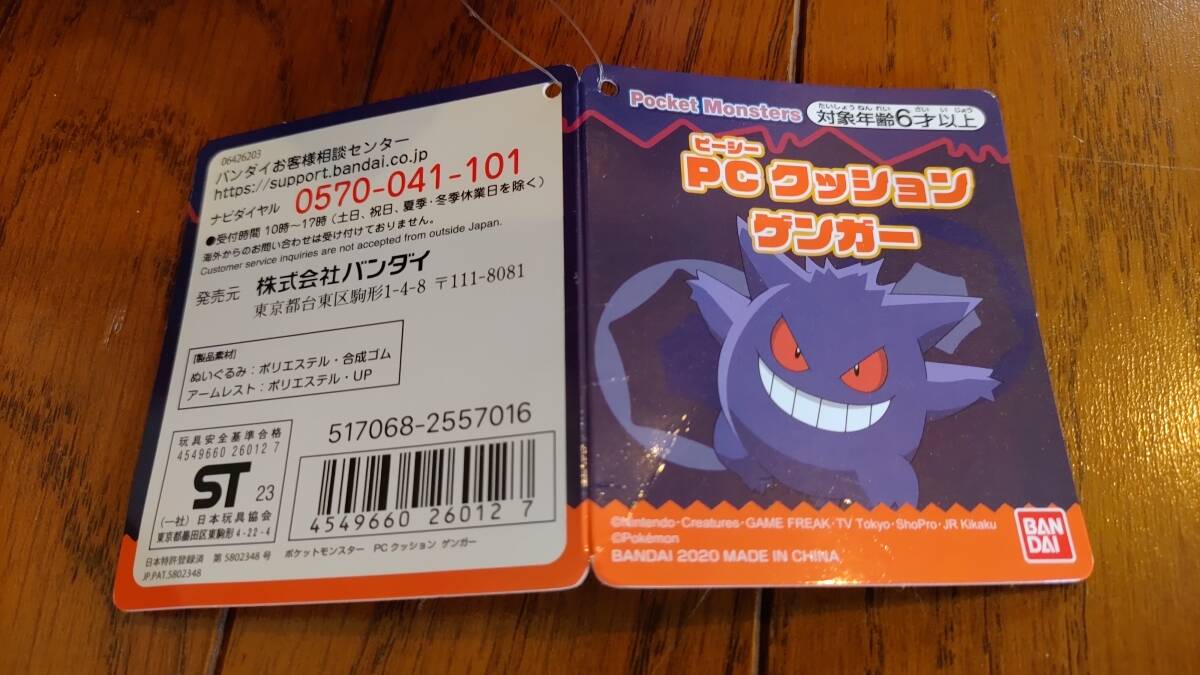 06426203
バンダイお客様相談センター
https://support.bandai.co.jp
ナビダイヤル 0570-041-101
●受付時間 10時～17時（土日、祝日、夏季・冬季休業日を除く）
海外からのお問い合わせは受け付けておりません。
Customer service inquiries are not accepted from outside Japan.
発売元 株式会社バンダイ
東京都台東区駒形1-4-8 〒111-8081
[製品素材]
ぬいぐるみ：ポリエステル・合成ゴム
アームレスト：ポリエステル・UP
517068-2557016
玩具安全基準合格
4549660 26012 7
ST 23
（一社）日本玩具協会
東京都墨田区東駒形4-22-4
4549660 26012 7
日本特許登録済 第5802348号
JP.PAT.5802348
ポケットモンスター PCクッション ゲンガー
Pocket Monsters
たいしょうねんれい さい いじょう
対象年齢6才以上
ピーシー
PCクッション
ゲンガー
©Nintendo・Creatures・GAME FREAK・TV Tokyo・ShoPro・JR Kikaku
©Pokémon
BANDAI 2020 MADE IN CHINA
BAN
DAI